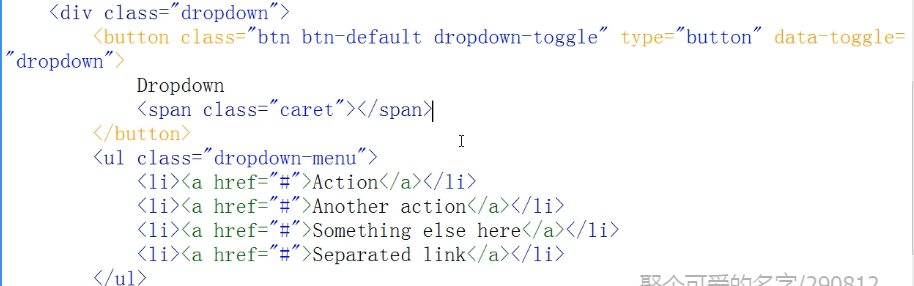 <div class="dropdown">
<button class="btn btn-default dropdown-toggle" type="button" data-toggle=
"dropdown">
Dropdown
<span class="caret"></span>
</button>
<ul class="dropdown-menu">
<li><a href="#">Action</a></li>
<li><a href="#">Another action</a></li>
<li><a href="#">Something else here</a></li>
<li><a href="#">Separated link</a></li>
</ul>
个可爱的名字/290812